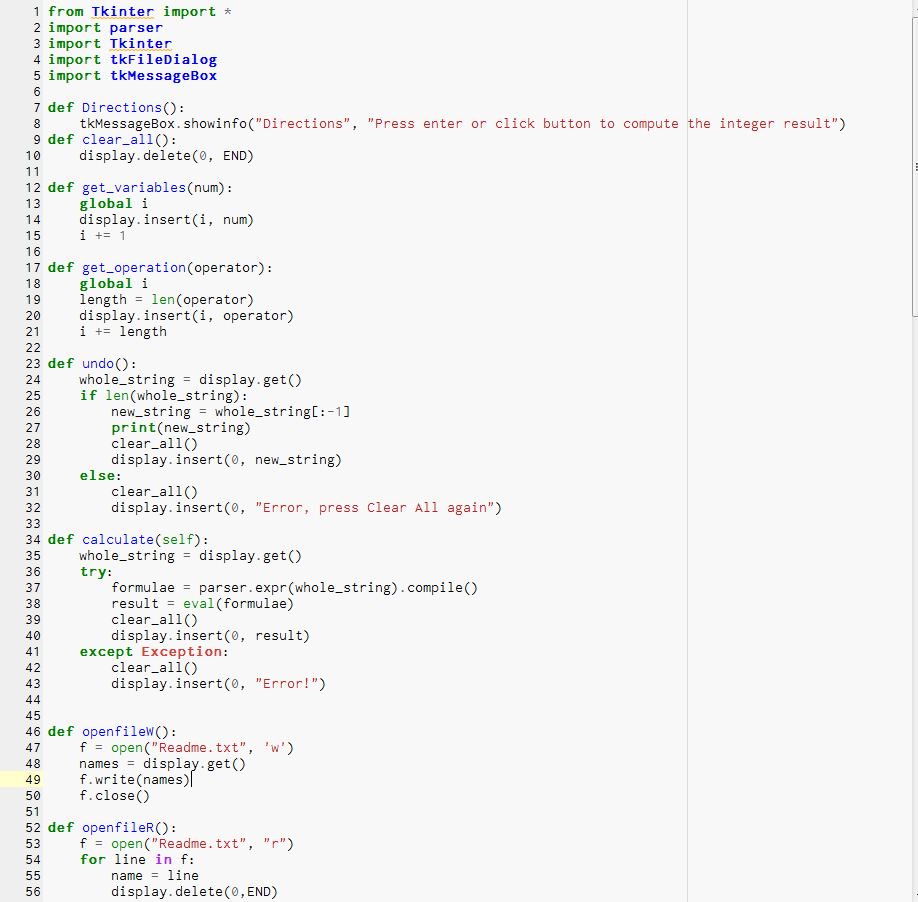 1 from Tkinter import *
2 import parser
3 import Tkinter
4 import tkFileDialog
5 import tkMessageBox
6
7 def Directions():
8     tkMessageBox.showinfo("Directions", "Press enter or click button to compute the integer result")
9 def clear_all():
10     display.delete(0, END)
11
12 def get_variables(num):
13     global i
14     display.insert(i, num)
15     i += 1
16
17 def get_operation(operator):
18     global i
19     length = len(operator)
20     display.insert(i, operator)
21     i += length
22
23 def undo():
24     whole_string = display.get()
25     if len(whole_string):
26         new_string = whole_string[:-1]
27         print(new_string)
28         clear_all()
29         display.insert(0, new_string)
30     else:
31         clear_all()
32         display.insert(0, "Error, press Clear All again")
33
34 def calculate(self):
35     whole_string = display.get()
36     try:
37         formulae = parser.expr(whole_string).compile()
38         result = eval(formulae)
39         clear_all()
40         display.insert(0, result)
41     except Exception:
42         clear_all()
43         display.insert(0, "Error!")
44
45
46 def openfileW():
47     f = open("Readme.txt", 'w')
48     names = display.get()
49     f.write(names)
50     f.close()
51
52 def openfileR():
53     f = open("Readme.txt", "r")
54     for line in f:
55         name = line
56         display.delete(0,END)